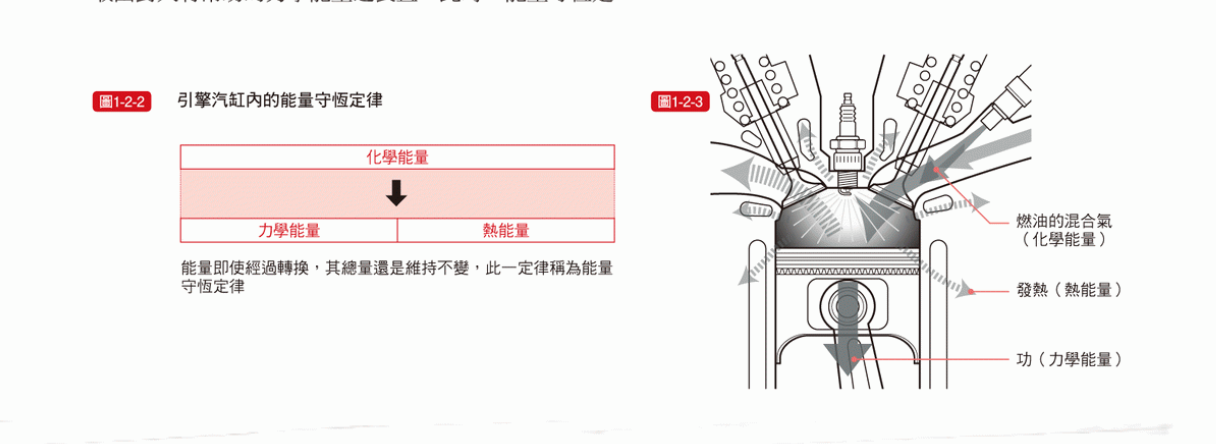 圖1-2-2
引擎汽缸內的能量守恆定律
化學能量
力學能量
熱能量
能量即使經過轉換，其總量還是維持不變，此一定律稱為能量
守恆定律
圖1-2-3
燃油的混合氣
（化學能量）
發熱（熱能量）
功（力學能量）